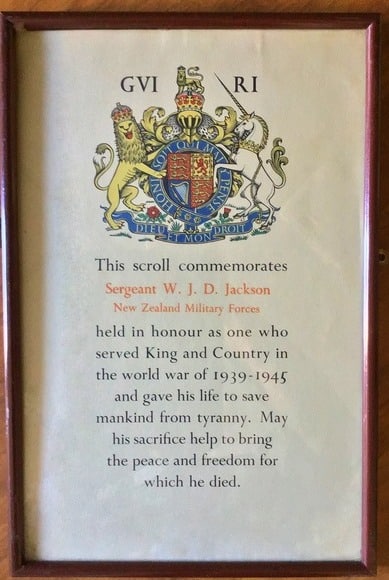 GVI RI
HONI SOIT QUI MAL Y PENSE
DIEU ET MON DROIT
This scroll commemorates
Sergeant W. J. D. Jackson
New Zealand Military Forces
held in honour as one who
served King and Country in
the world war of 1939-1945
and gave his life to save
mankind from tyranny. May
his sacrifice help to bring
the peace and freedom for
which he died.